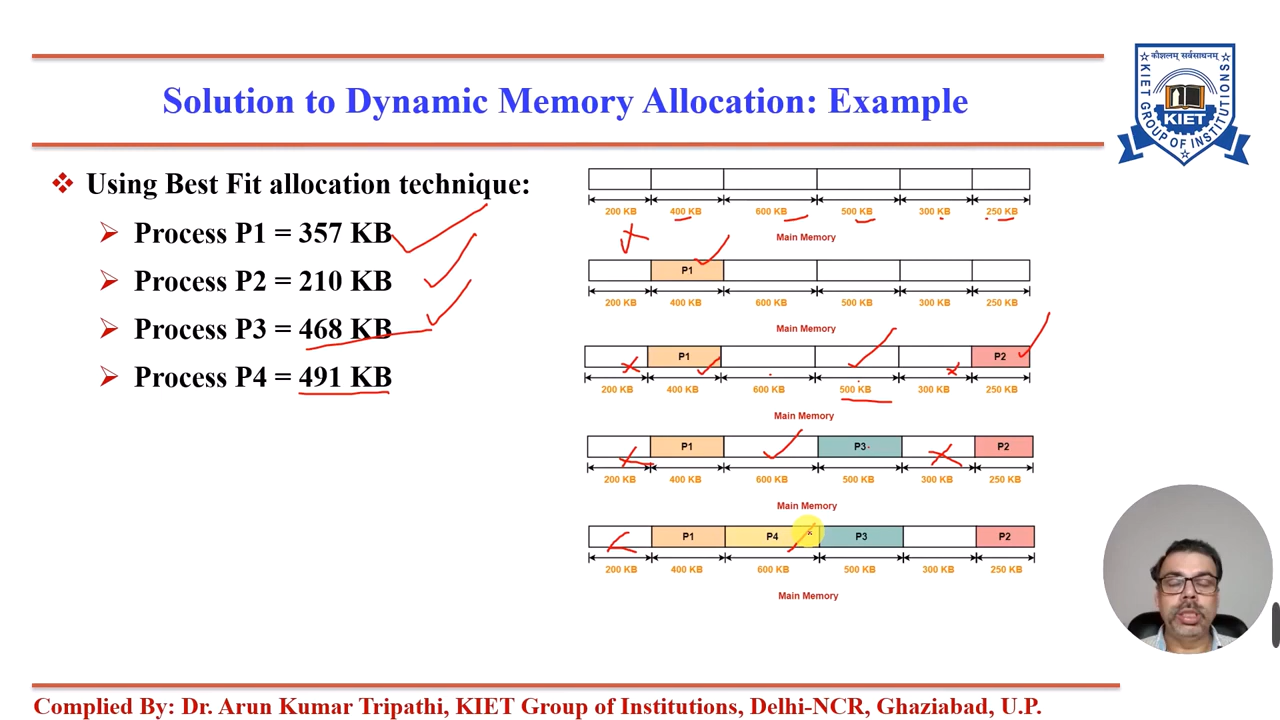 Solution to Dynamic Memory Allocation: Example
कौशलम् सर्वसाधनम्
KIET GROUP OF INSTITUTIONS
KIET
Using Best Fit allocation technique:
Process P1 = 357 KB
Process P2 = 210 KB
Process P3 = 468 KB
Process P4 = 491 KB
200 KB 400 KB 600 KB 500 KB 300 KB 250 KB
Main Memory
P1
200 KB 400 KB 600 KB 500 KB 300 KB 250 KB
Main Memory
P1 P2
200 KB 400 KB 600 KB 500 KB 300 KB 250 KB
Main Memory
P1 P3 P2
200 KB 400 KB 600 KB 500 KB 300 KB 250 KB
Main Memory
P1 P4 P3 P2
200 KB 400 KB 600 KB 500 KB 300 KB 250 KB
Main Memory
Complied By: Dr. Arun Kumar Tripathi, KIET Group of Institutions, Delhi-NCR, Ghaziabad, U.P.